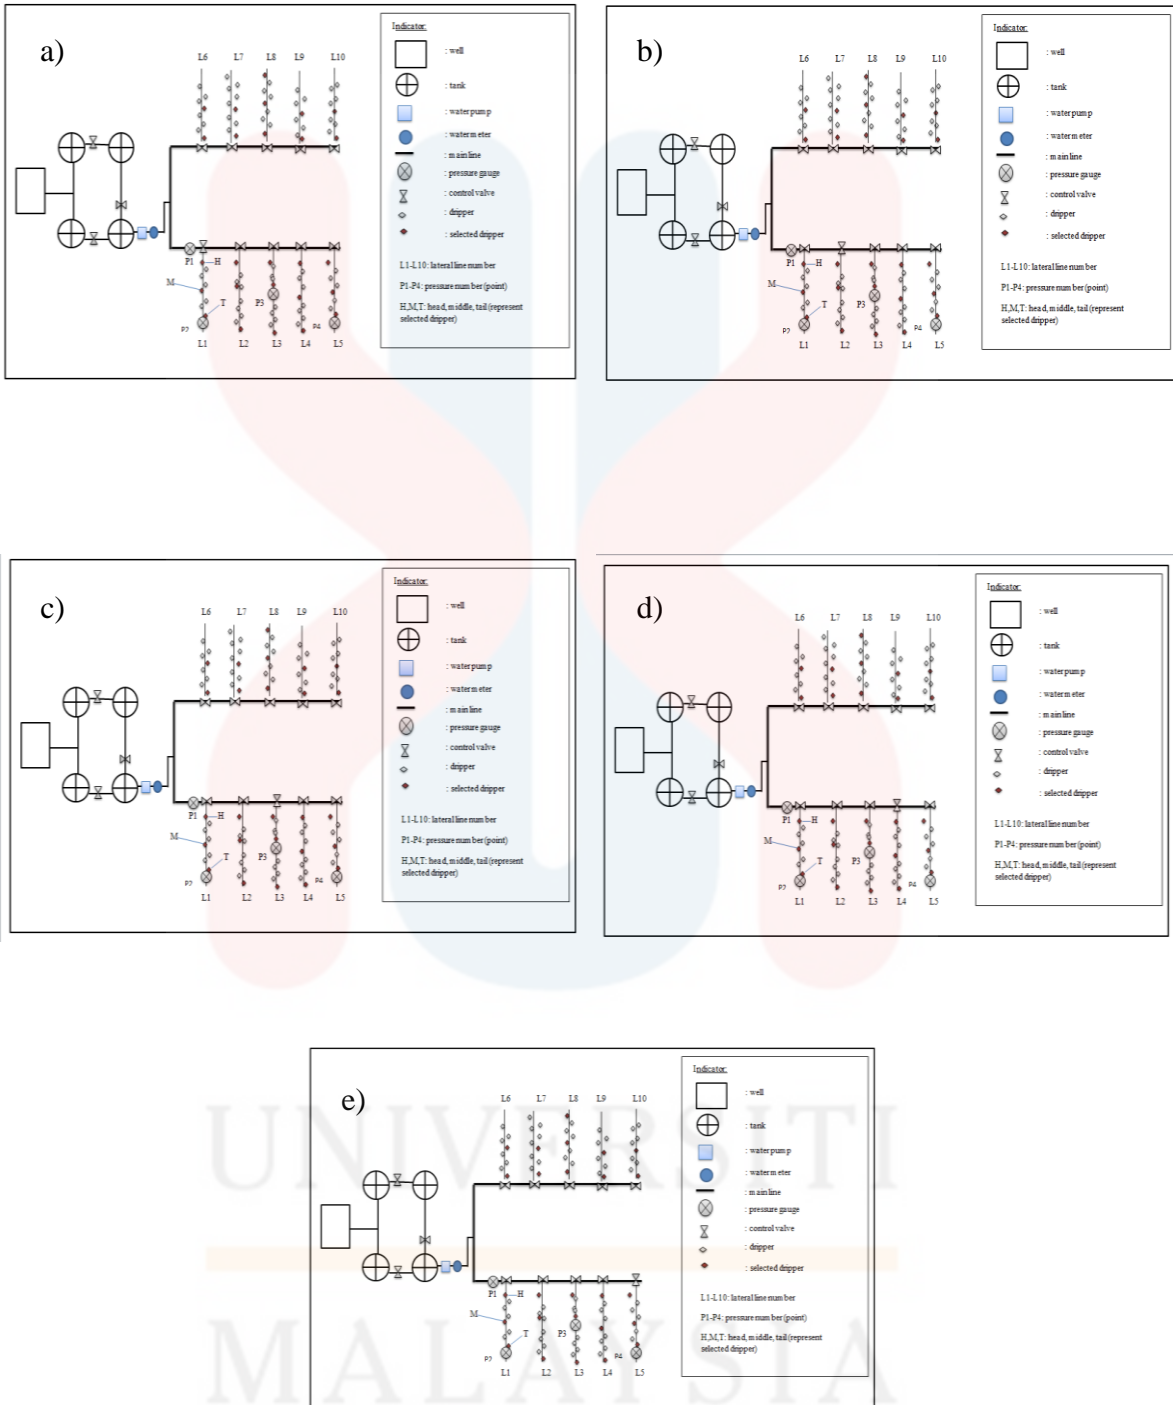 a)
L6 L7 L8 L9 L10
P1 H
M
T
P3
P2 P4
L1 L2 L3 L4 L5
Indicator:
: well
: tank
: water pump
: water meter
: main line
: pressure gauge
: control valve
: dripper
: selected dripper
L1-L10: lateral line number
P1-P4: pressure number (point)
H,M,T: head, middle, tail (represent
selected dripper)
b)
L6 L7 L8 L9 L10
P1 H
M
T
P3
P2 P4
L1 L2 L3 L4 L5
Indicator:
: well
: tank
: water pump
: water meter
: main line
: pressure gauge
: control valve
: dripper
: selected dripper
L1-L10: lateral line number
P1-P4: pressure number (point)
H,M,T: head, middle, tail (represent
selected dripper)
c)
L6 L7 L8 L9 L10
P1 H
M
T
P3
P2 P4
L1 L2 L3 L4 L5
Indicator:
: well
: tank
: water pump
: water meter
: main line
: pressure gauge
: control valve
: dripper
: selected dripper
L1-L10: lateral line number
P1-P4: pressure number (point)
H,M,T: head, middle, tail (represent
selected dripper)
d)
L6 L7 L8 L9 L10
P1 H
M
T
P3
P2 P4
L1 L2 L3 L4 L5
Indicator:
: well
: tank
: water pump
: water meter
: main line
: pressure gauge
: control valve
: dripper
: selected dripper
L1-L10: lateral line number
P1-P4: pressure number (point)
H,M,T: head, middle, tail (represent
selected dripper)
e)
L6 L7 L8 L9 L10
P1 H
M
T
P3
P2 P4
L1 L2 L3 L4 L5
Indicator:
: well
: tank
: water pump
: water meter
: main line
: pressure gauge
: control valve
: dripper
: selected dripper
L1-L10: lateral line number
P1-P4: pressure number (point)
H,M,T: head, middle, tail (represent
selected dripper)
UNIVERSITI
MALAYSIA